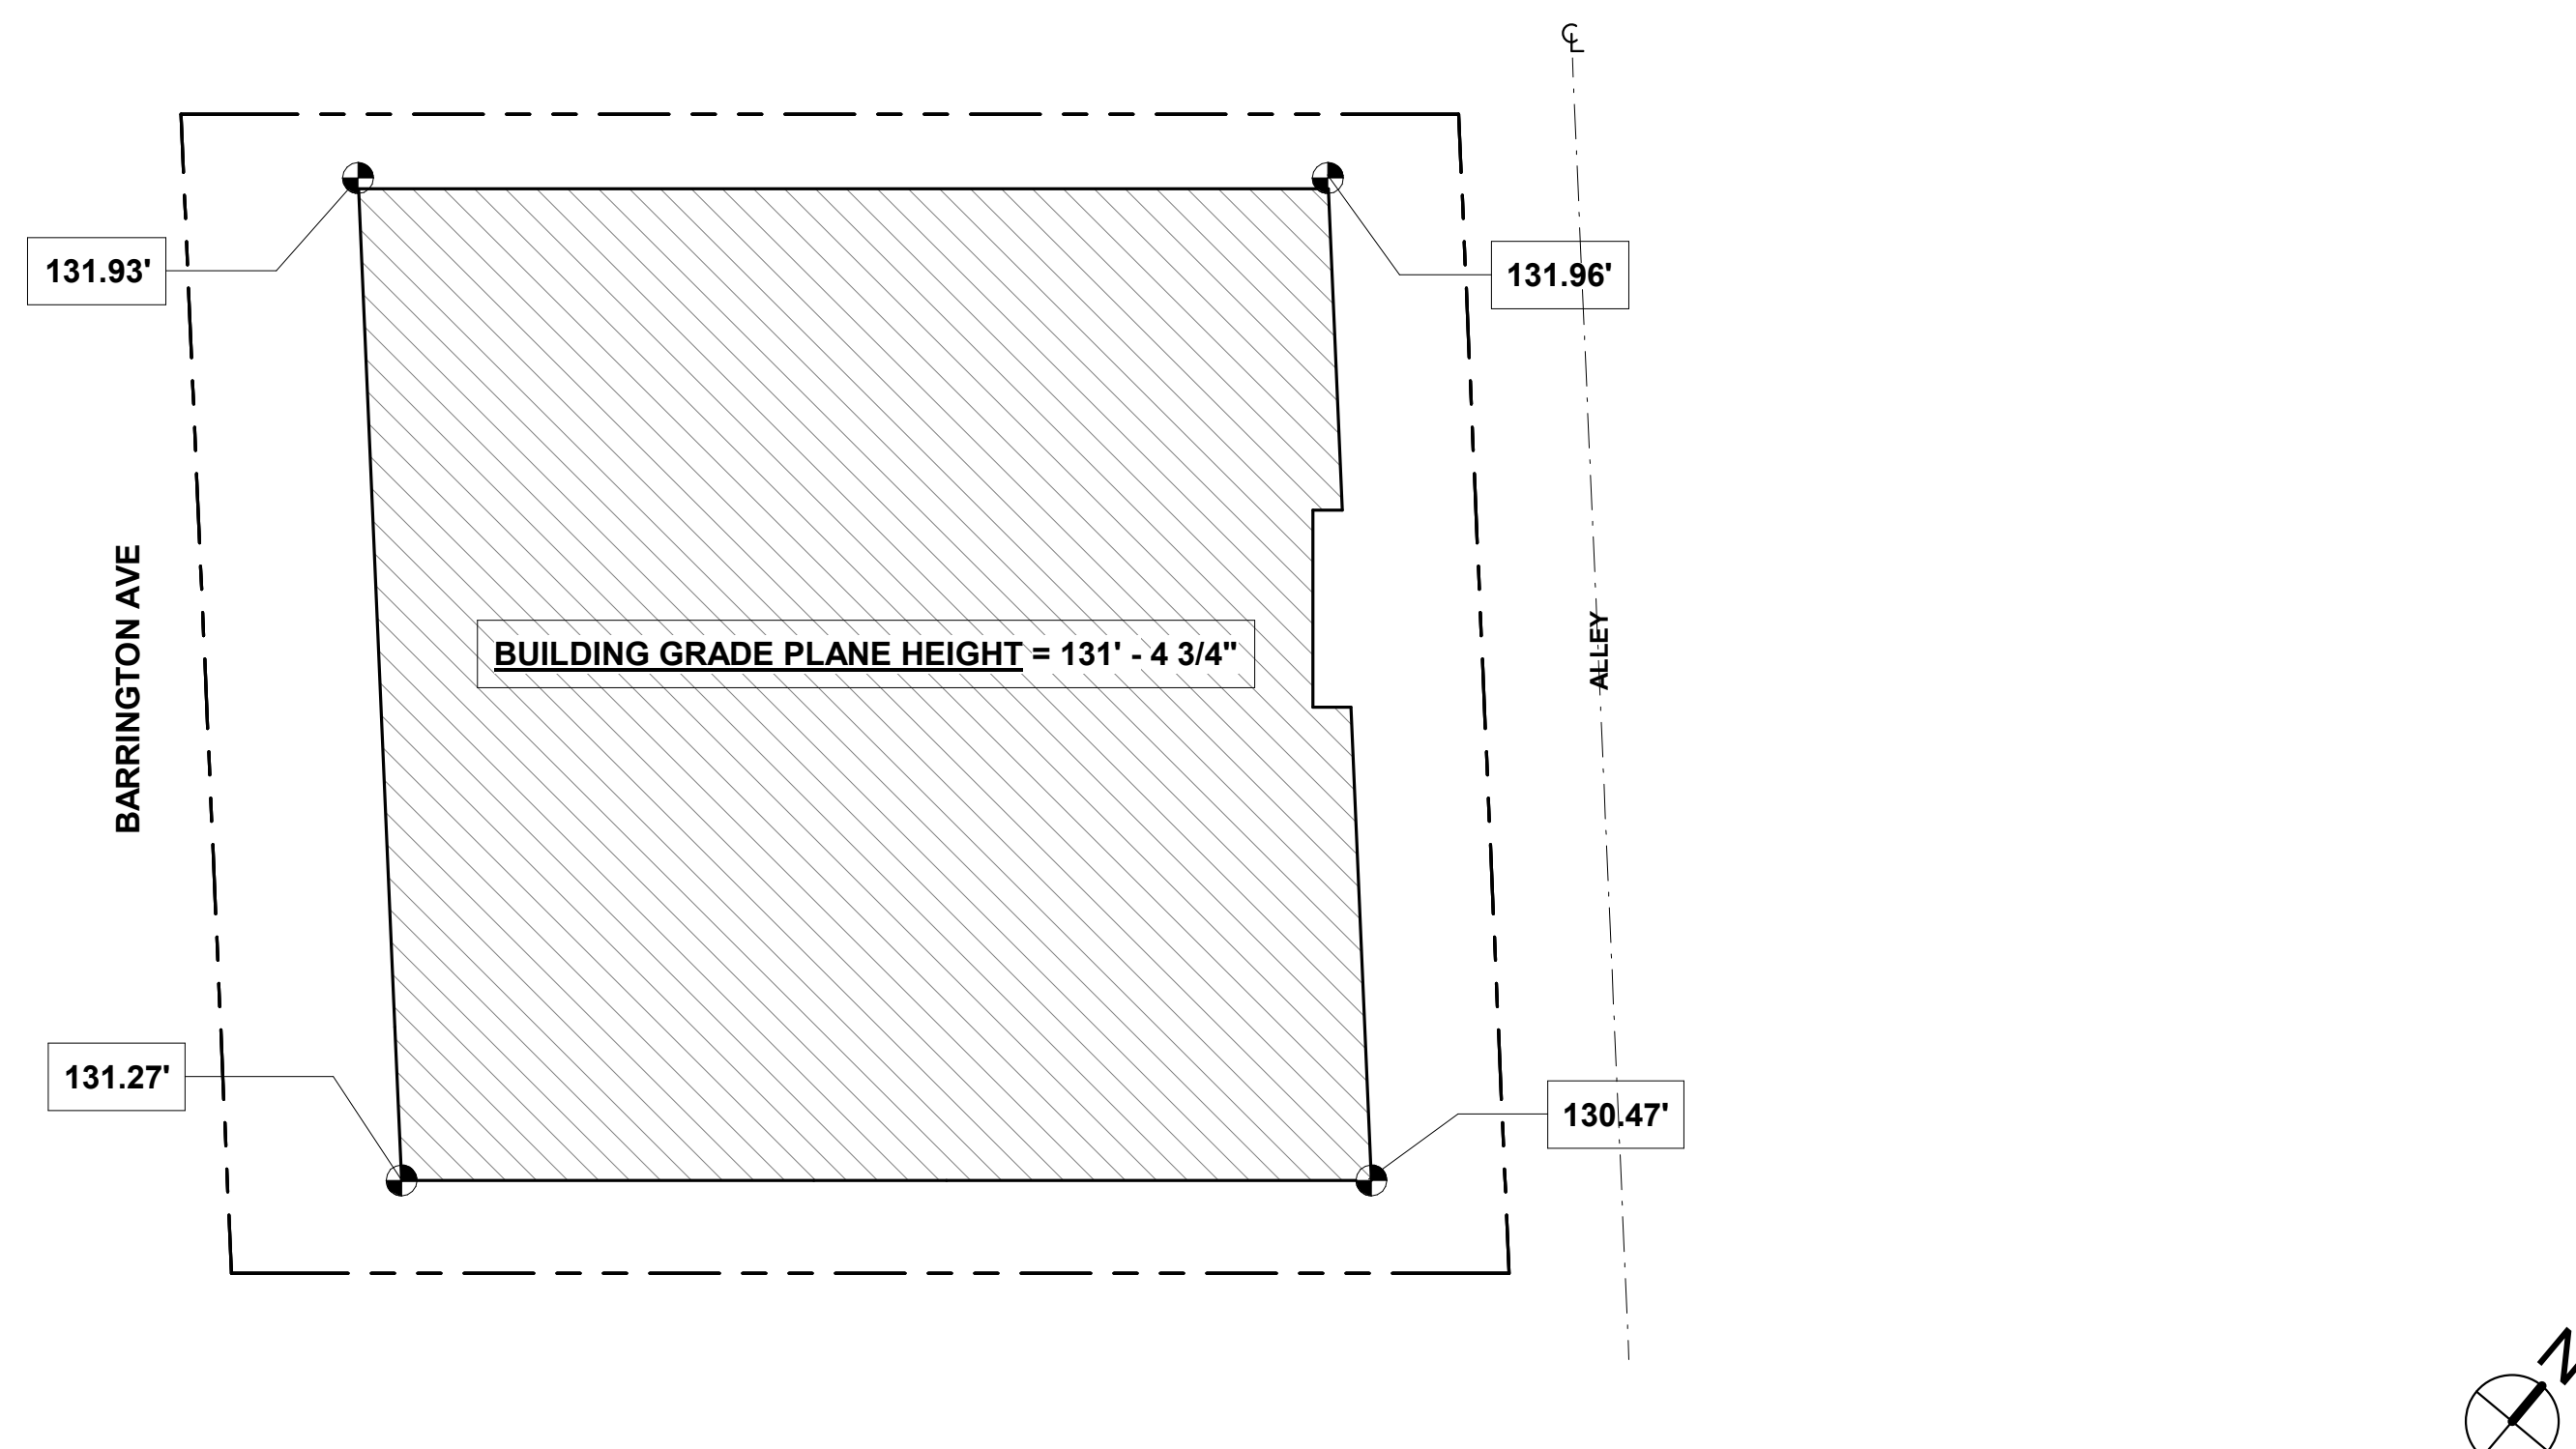 ℄
131.93'
131.96'
BARRINGTON AVE
BUILDING GRADE PLANE HEIGHT = 131' - 4 3/4"
ALLEY
131.27'
130.47'
N